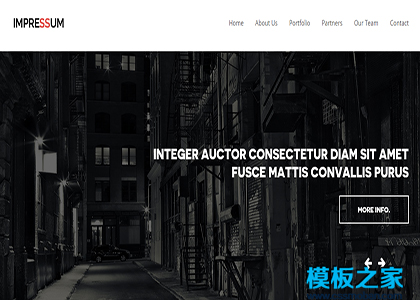 IMPRESSUM
Home About Us Portfolio Partners Our Team Contact
INTEGER AUCTOR CONSECTETUR DIAM SIT AMET
FUSCE MATTIS CONVALLIS PURUS
MORE INFO.
模板之家